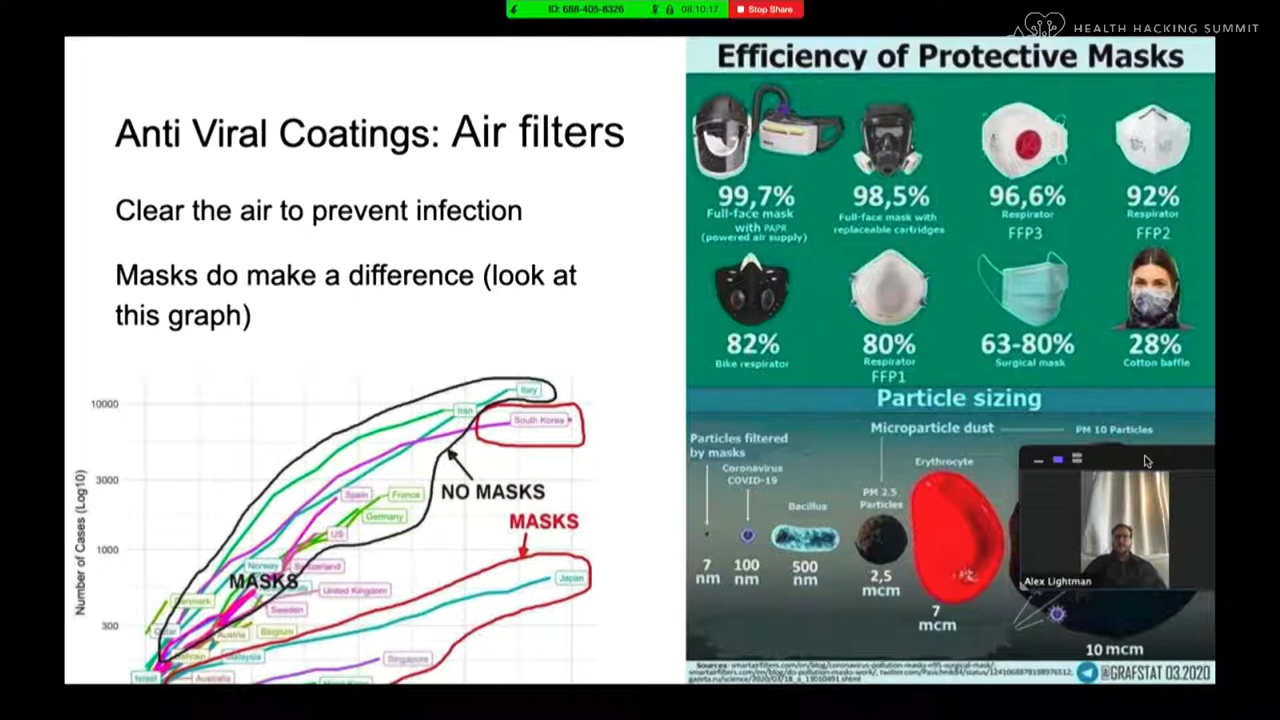 ID: 688-405-8326
08:10:17
Stop Share
HEALTH HACKING SUMMIT
Anti Viral Coatings: Air filters
Clear the air to prevent infection
Masks do make a difference (look at
this graph)
Number of Cases (Log10)
10000
3000
1000
300
Italy
Iran
South Korea
Spain
France
NO MASKS
Germany
MASKS
US
Norway
Switzerland
MASKS
Japan
United Kingdom
Denmark
Sweden
Qatar
Austria
Belgium
Bahrain
Malaysia
Singapore
Israel
Australia
Efficiency of Protective Masks
99,7%
Full-face mask
with PAPR
(powered air supply)
98,5%
Full-face mask with
replaceable cartridges
96,6%
Respirator
FFP3
92%
Respirator
FFP2
82%
Bike respirator
80%
Respirator
FFP1
63-80%
Surgical mask
28%
Cotton baffle
Particle sizing
Particles filtered
by masks
7
nm
Coronavirus
COVID-19
100
nm
Bacillus
500
nm
Microparticle dust
PM 2.5
Particles
2,5
mcm
Erythrocyte
7
mcm
PM 10 Particles
10 mcm
Alex Lightman
Sources:
@GRAFSTAT 03.2020